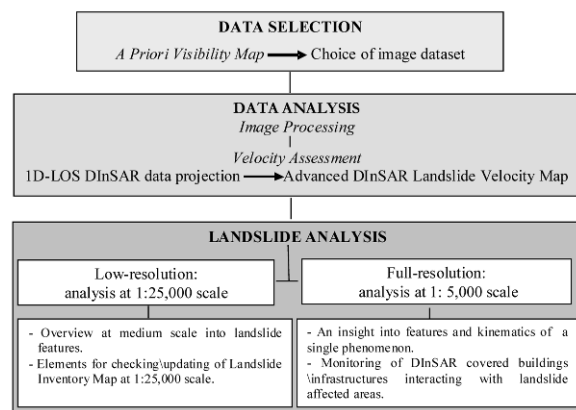 DATA SELECTION
A Priori Visibility Map Choice of image dataset
DATA ANALYSIS
Image Processing
Velocity Assessment
1D-LOS DInSAR data projection Advanced DInSAR Landslide Velocity Map
LANDSLIDE ANALYSIS
Low-resolution:
analysis at 1:25,000 scale
Full-resolution:
analysis at 1: 5,000 scale
- Overview at medium scale into landslide
features.
- Elements for checking\updating of Landslide
Inventory Map at 1:25,000 scale.
- An insight into features and kinematics of a
single phenomenon.
- Monitoring of DInSAR covered buildings
\infrastructures interacting with landslide
affected areas.